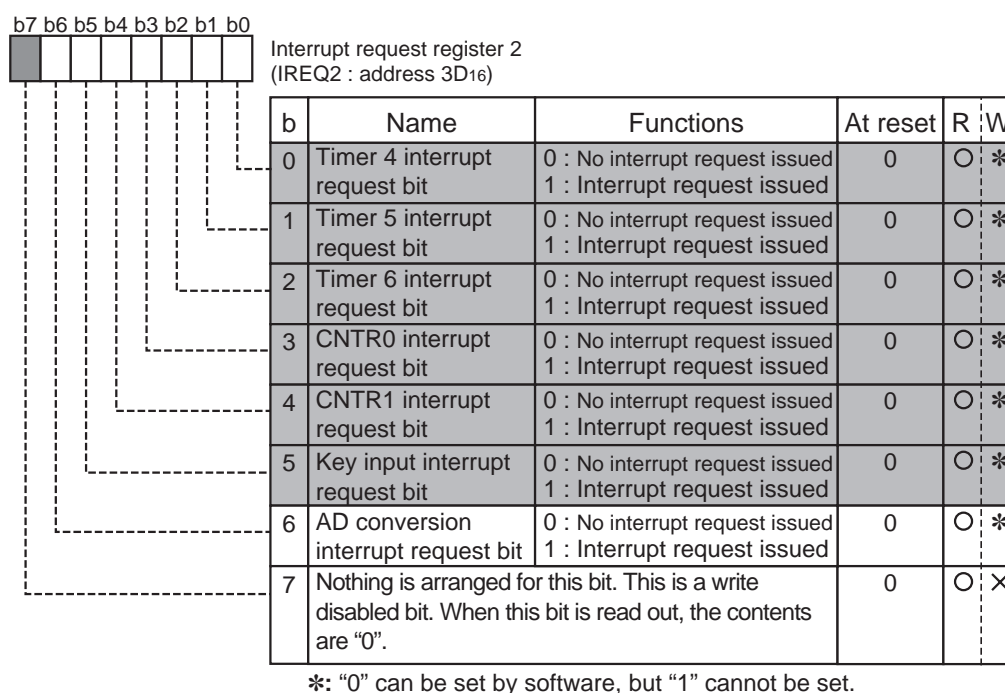 b7 b6 b5 b4 b3 b2 b1 b0
Interrupt request register 2
(IREQ2 : address 3D16)
b Name Functions At reset R W
0 Timer 4 interrupt request bit 0 : No interrupt request issued 0 O ✻
1 : Interrupt request issued
1 Timer 5 interrupt request bit 0 : No interrupt request issued 0 O ✻
1 : Interrupt request issued
2 Timer 6 interrupt request bit 0 : No interrupt request issued 0 O ✻
1 : Interrupt request issued
3 CNTR0 interrupt request bit 0 : No interrupt request issued 0 O ✻
1 : Interrupt request issued
4 CNTR1 interrupt request bit 0 : No interrupt request issued 0 O ✻
1 : Interrupt request issued
5 Key input interrupt request bit 0 : No interrupt request issued 0 O ✻
1 : Interrupt request issued
6 AD conversion interrupt request bit 0 : No interrupt request issued 0 O ✻
1 : Interrupt request issued
7 Nothing is arranged for this bit. This is a write 0 O ×
disabled bit. When this bit is read out, the contents
are “0”.
✻: “0” can be set by software, but “1” cannot be set.